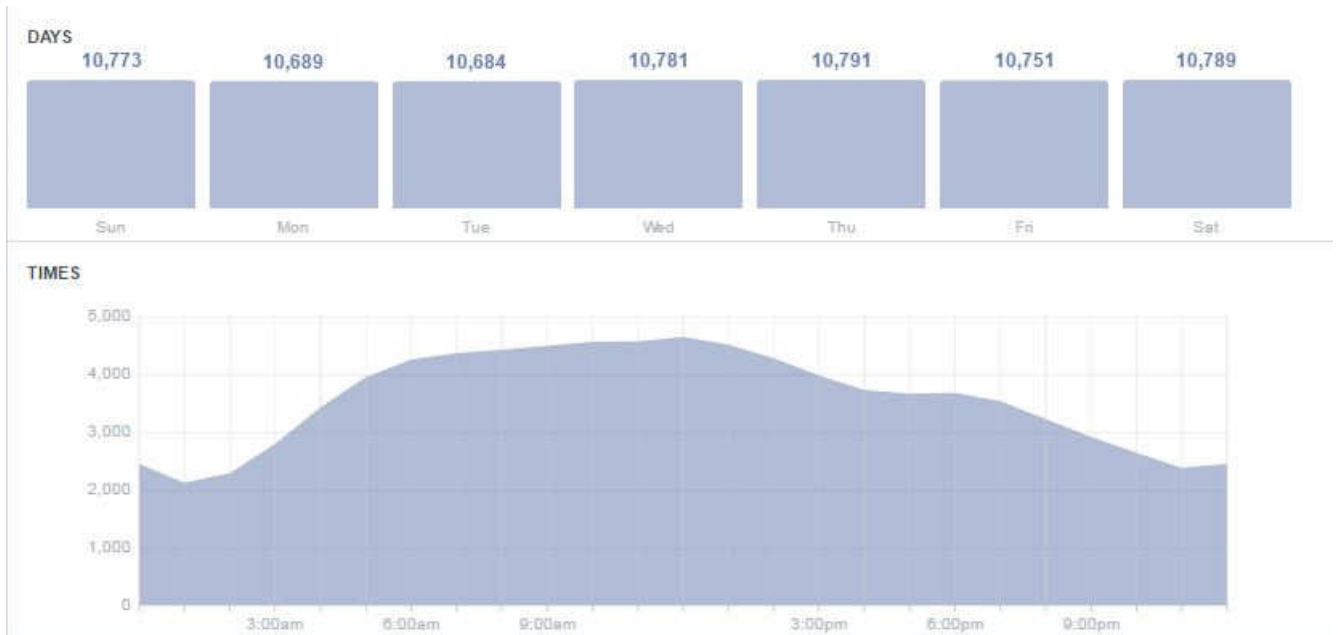 DAYS
10,773 10,689 10,684 10,781 10,791 10,751 10,789
Sun Mon Tue Wed Thu Fri Sat
TIMES
5,000
4,000
3,000
2,000
1,000
0
3:00am 6:00am 9:00am 3:00pm 6:00pm 9:00pm